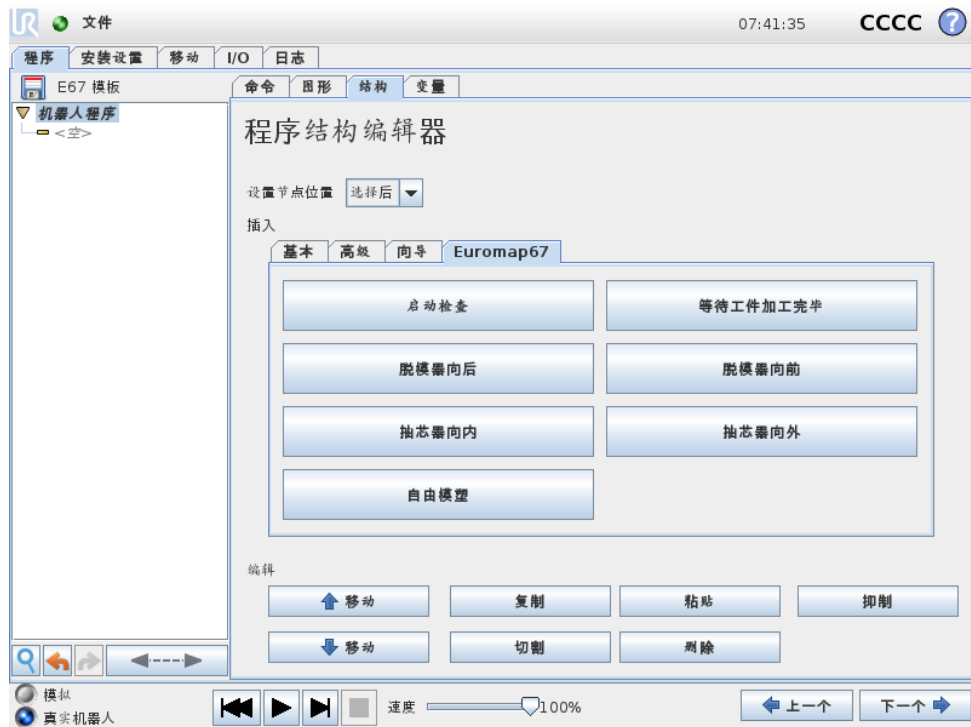 文件 07:41:35 CCCC ?
程序 安装设置 移动 I/O 日志
E67 模板 命令 图形 结构 变量
机器人程序
<空>
程序结构编辑器
设置节点位置 选择后
插入
基本 高级 向导 Euromap67
启动检查 等待工件加工完毕
脱模器向后 脱模器向前
抽芯器向内 抽芯器向外
自由模塑
编辑
移动 复制 粘贴 抑制
移动 切割 删除
模拟
真实机器人
速度 100% 上一个 下一个